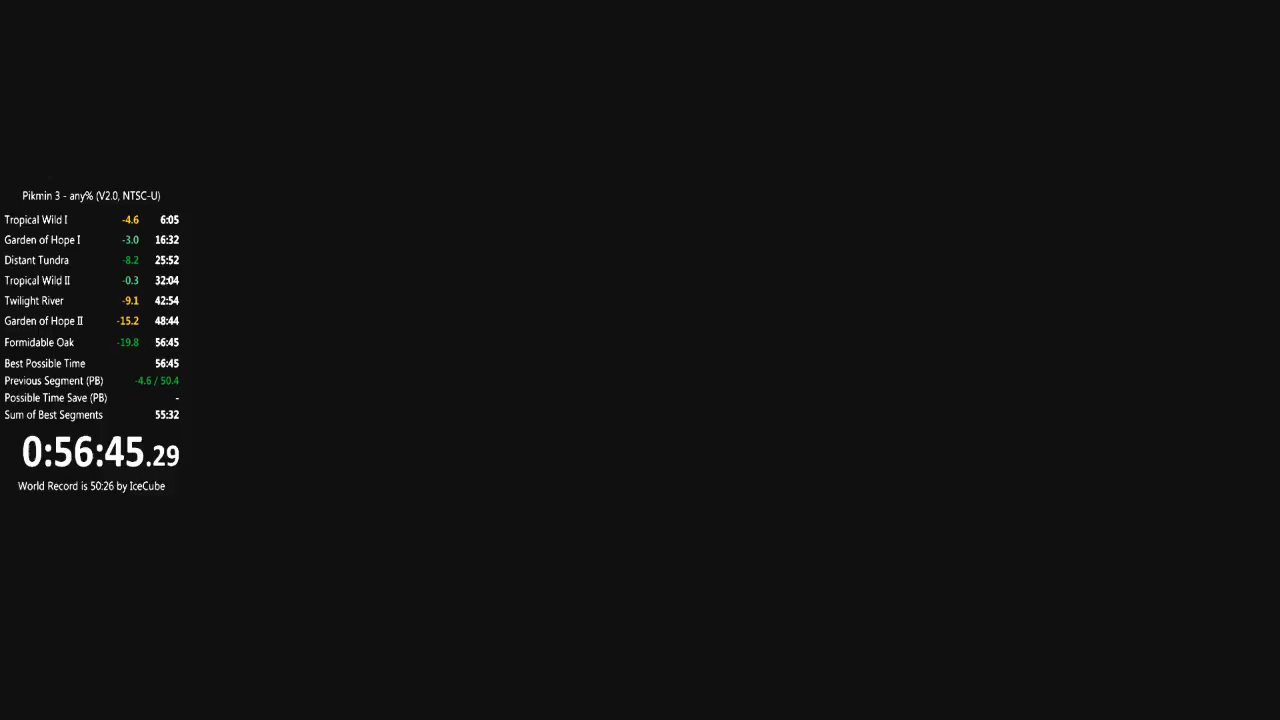 Pikmin 3 - any% (V2.0, NTSC-U)
Tropical Wild I -4.6 6:05
Garden of Hope I -3.0 16:32
Distant Tundra -8.2 25:52
Tropical Wild II -0.3 32:04
Twilight River -9.1 42:54
Garden of Hope II -15.2 48:44
Formidable Oak -19.8 56:45
Best Possible Time 56:45
Previous Segment (PB) -4.6 / 50.4
Possible Time Save (PB) -
Sum of Best Segments 55:32
0:56:45.29
World Record is 50:26 by IceCube